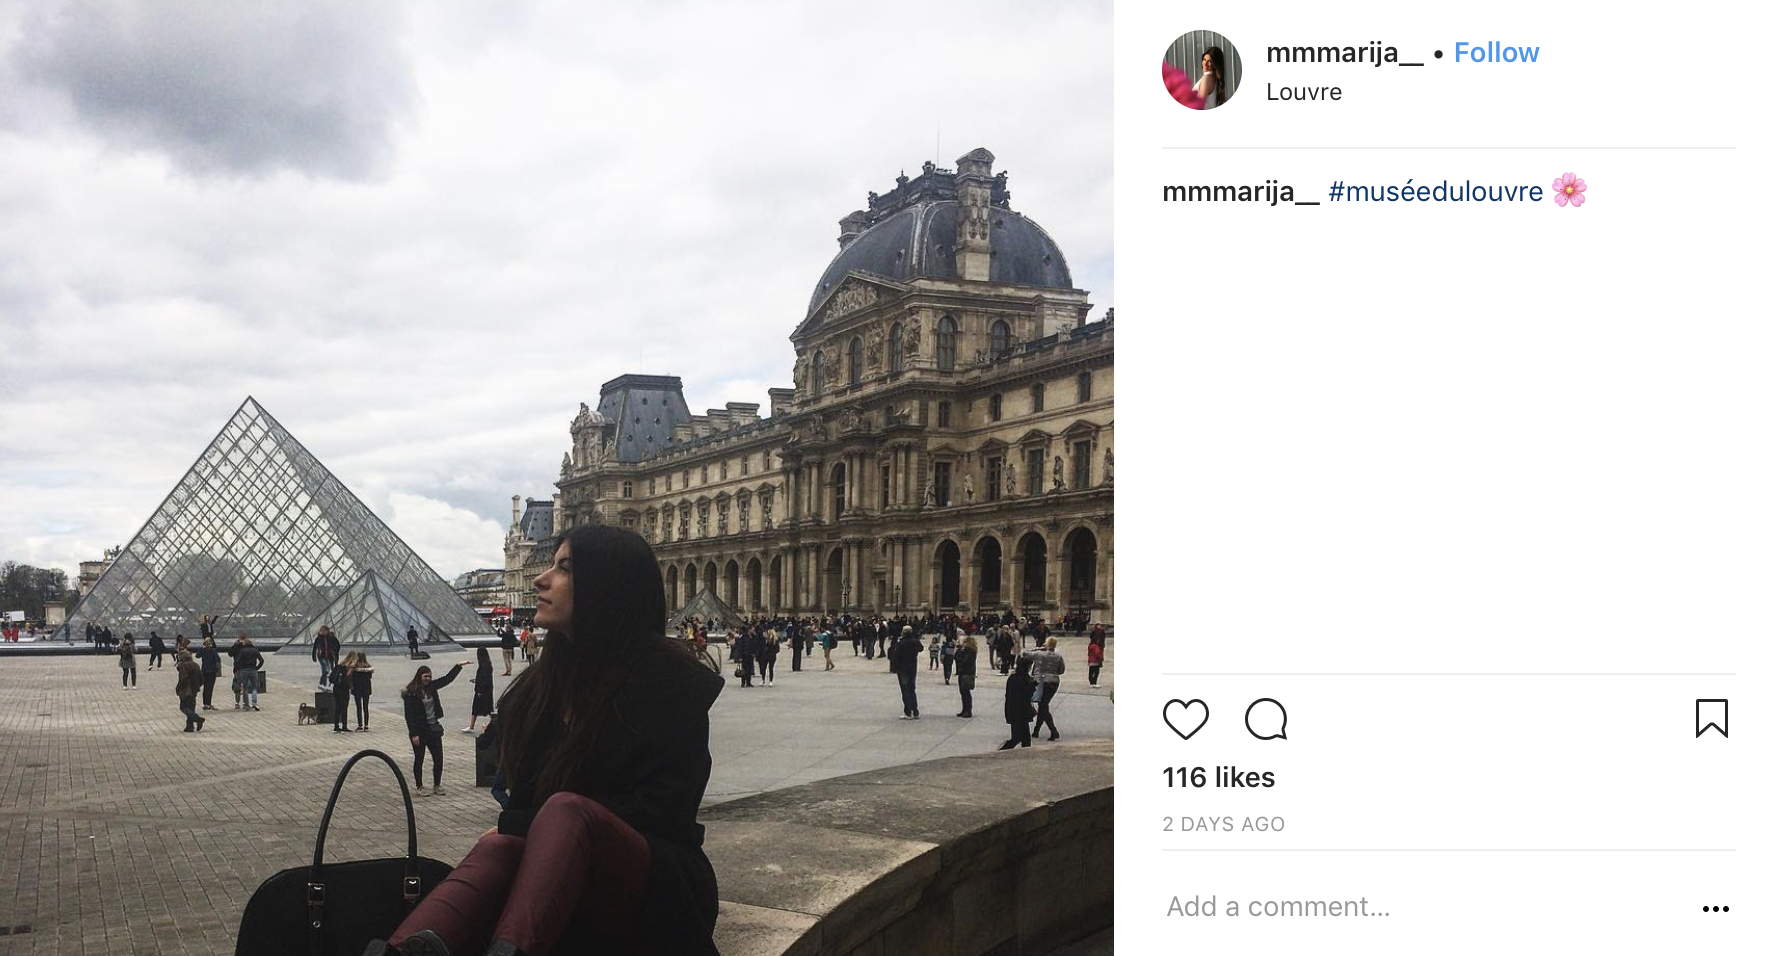 mmmarija__ • Follow
Louvre
mmmarija__ #muséedulouvre 🌸
116 likes
2 DAYS AGO
Add a comment...